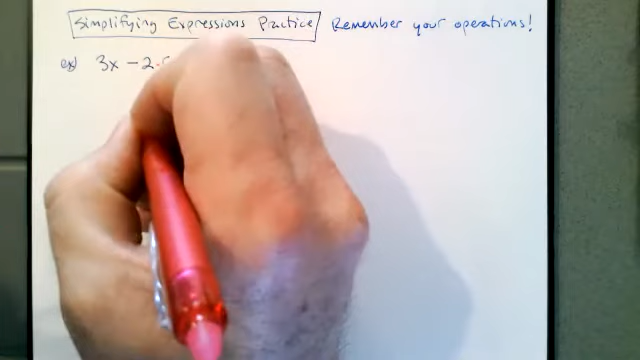 Simplifying Expressions Practice Remember your operations!
ex) 3x - 2